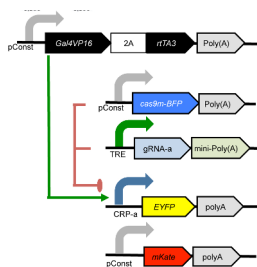 Gal4VP16 2A rtTA3 Poly(A)
pConst
cas9m-BFP Poly(A)
pConst
gRNA-a mini-Poly(A)
TRE
EYFP polyA
CRP-a
mKate polyA
pConst